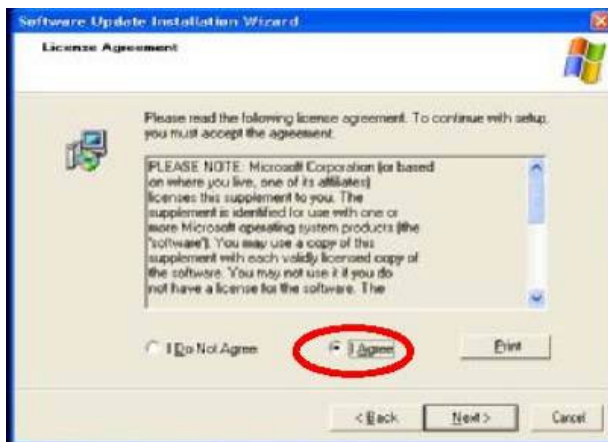 Software Update Installation Wizard
License Agreement
Please read the following license agreement. To continue with setup,
you must accept the agreement.
PLEASE NOTE: Microsoft Corporation (or based
on where you live, one of its affiliates)
licenses this supplement to you. The
supplement is identified for use with one or
more Microsoft operating system products (the
"software"). You may use a copy of this
supplement with each validly licensed copy of
the software. You may not use it if you do
not have a license for the software. The
I Do Not Agree
I Agree
Print
< Back
Next >
Cancel